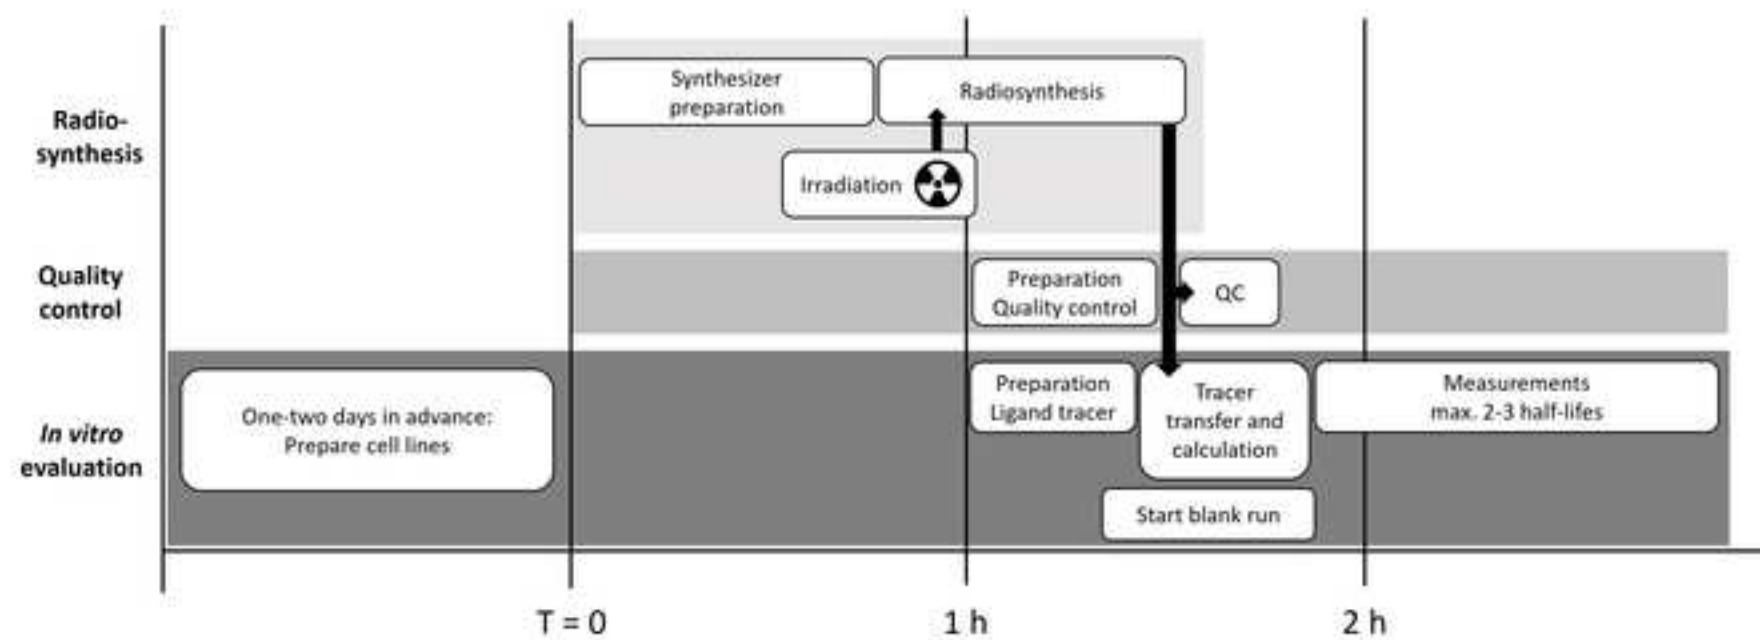 Radio-
synthesis
Synthesizer
preparation
Radiosynthesis
Irradiation
Quality
control
Preparation
Quality control
QC
In vitro
evaluation
One-two days in advance:
Prepare cell lines
Preparation
Ligand tracer
Tracer
transfer and
calculation
Measurements
max. 2-3 half-lifes
Start blank run
T = 0
1 h
2 h